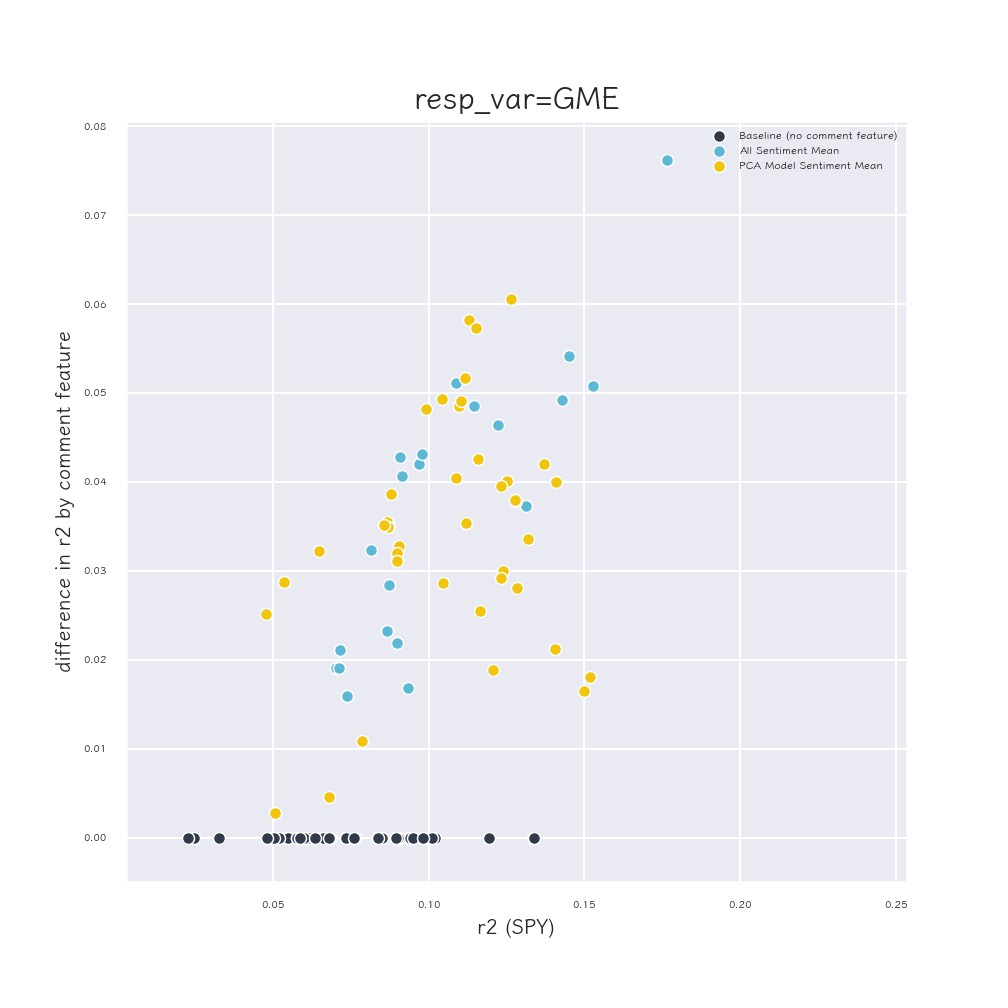 resp_var=GME
Baseline (no comment feature)
All Sentiment Mean
PCA Model Sentiment Mean
difference in r2 by comment feature
0.08
0.07
0.06
0.05
0.04
0.03
0.02
0.01
0.00
0.05
0.10
0.15
0.20
0.25
r2 (SPY)